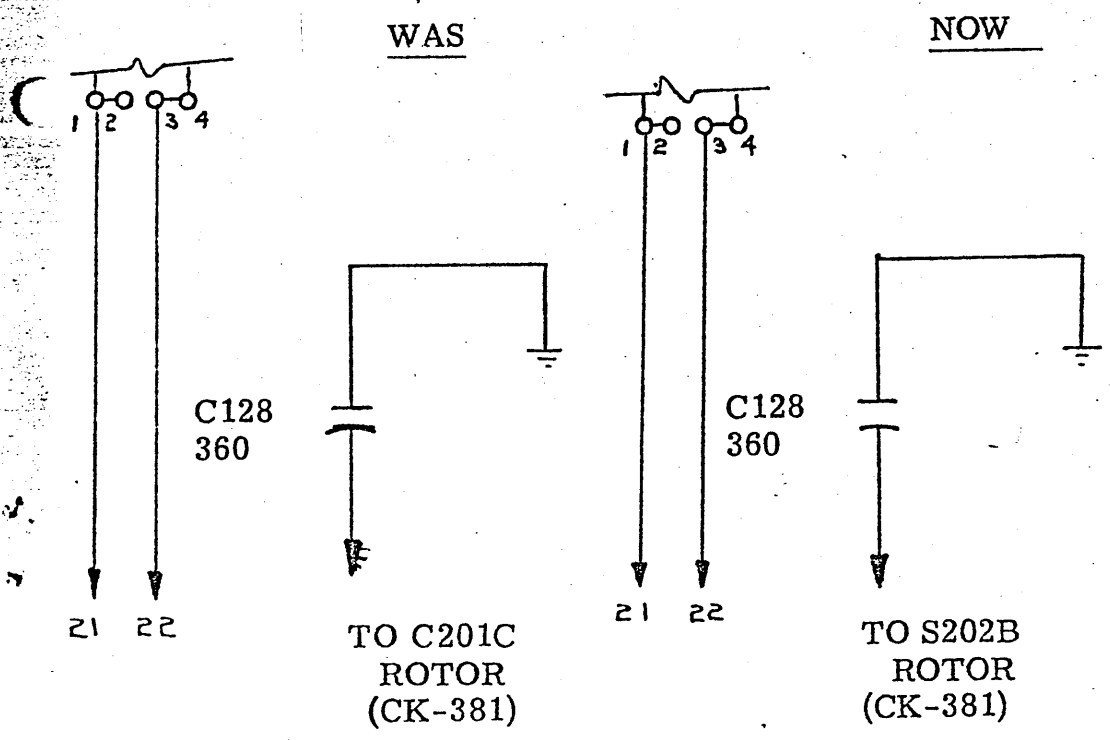 WAS
1 2 3 4
C128
360
21 22
TO C201C
ROTOR
(CK-381)
NOW
1 2 3 4
C128
360
21 22
TO S202B
ROTOR
(CK-381)